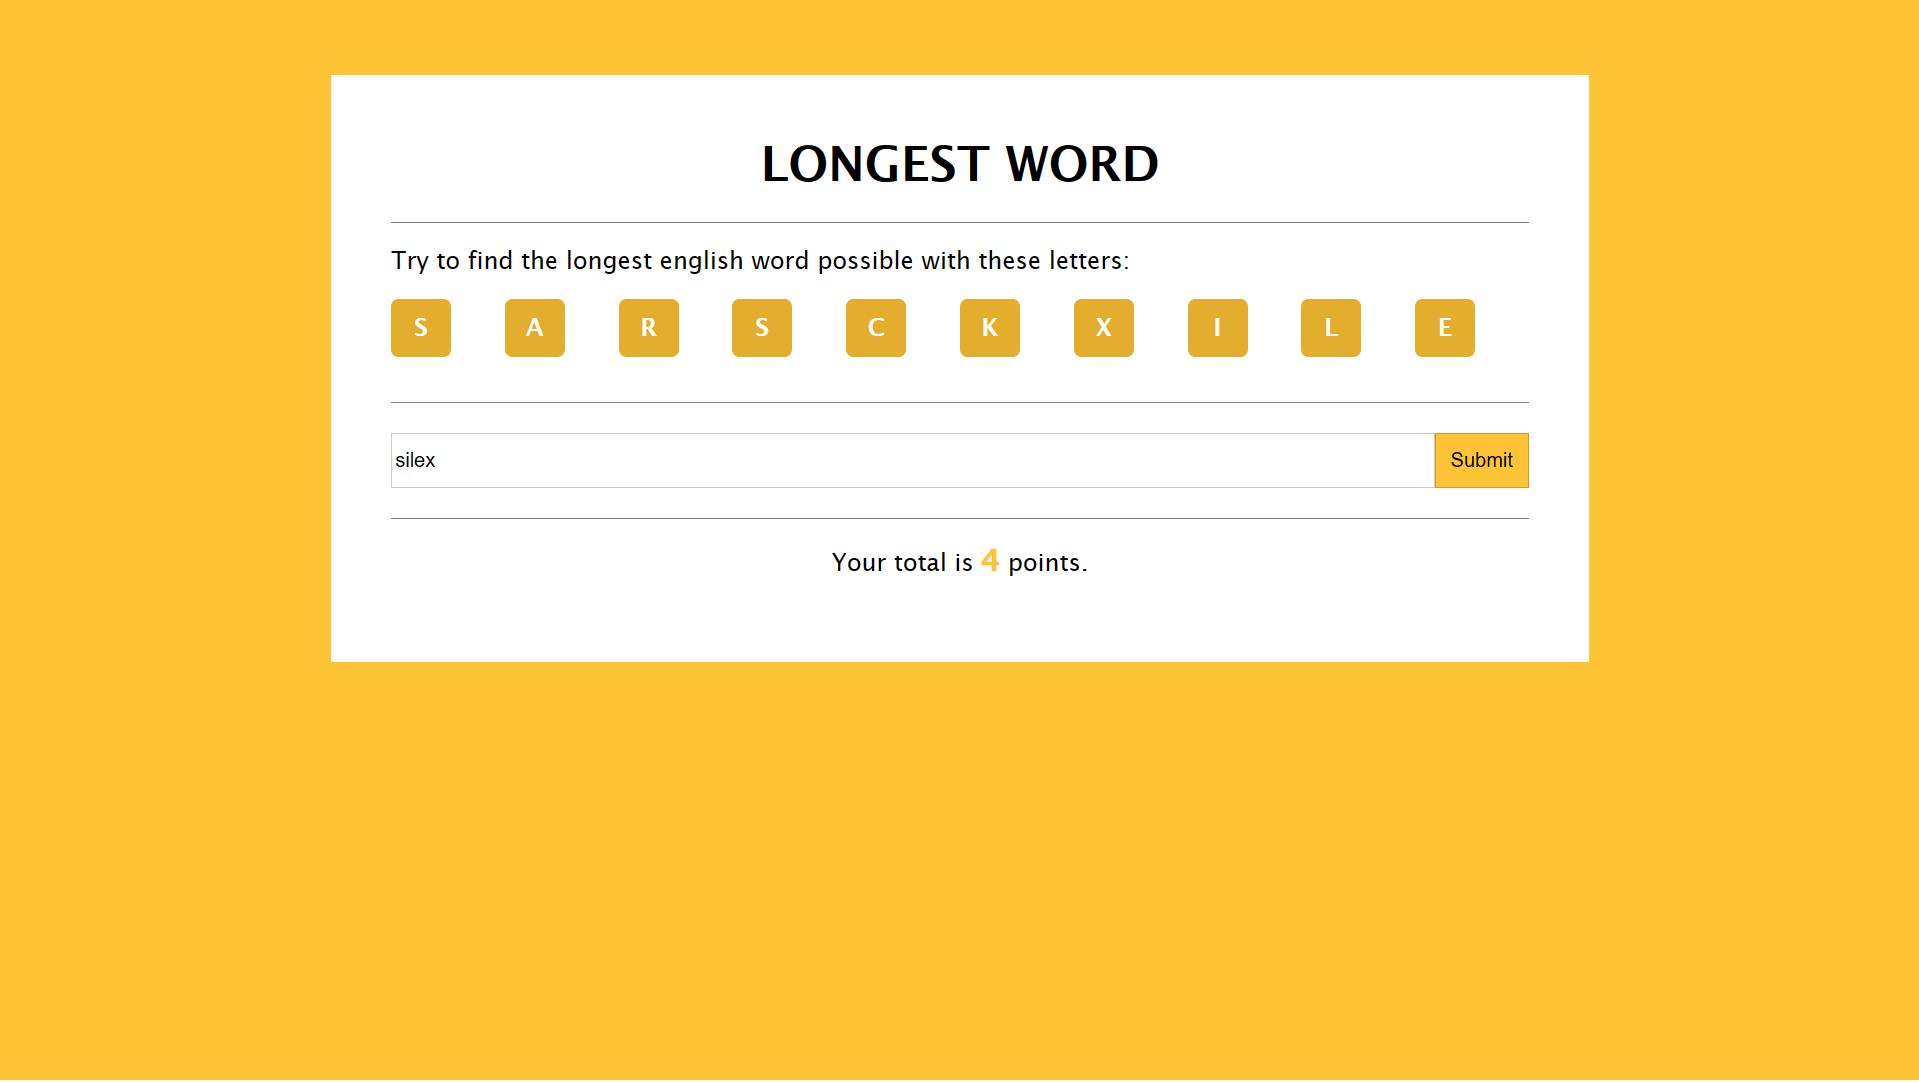 LONGEST WORD
Try to find the longest english word possible with these letters:
S A R S C K X I L E
silex Submit
Your total is 4 points.